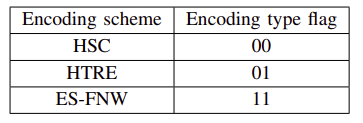 Encoding scheme Encoding type flag
HSC 00
HTRE 01
ES-FNW 11